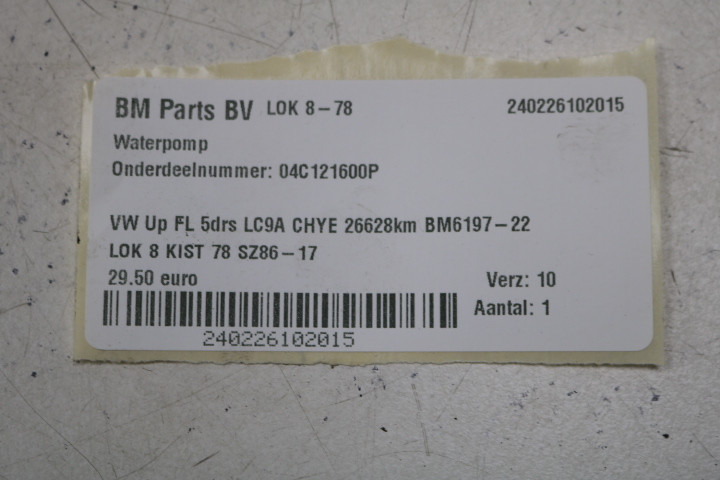 BM Parts BV LOK 8-78 240226102015
Waterpomp
Onderdeelnummer: 04C121600P
VW Up FL 5drs LC9A CHYE 26628km BM6197-22
LOK 8 KIST 78 SZ86-17
29.50 euro Verz: 10
Aantal: 1
240226102015